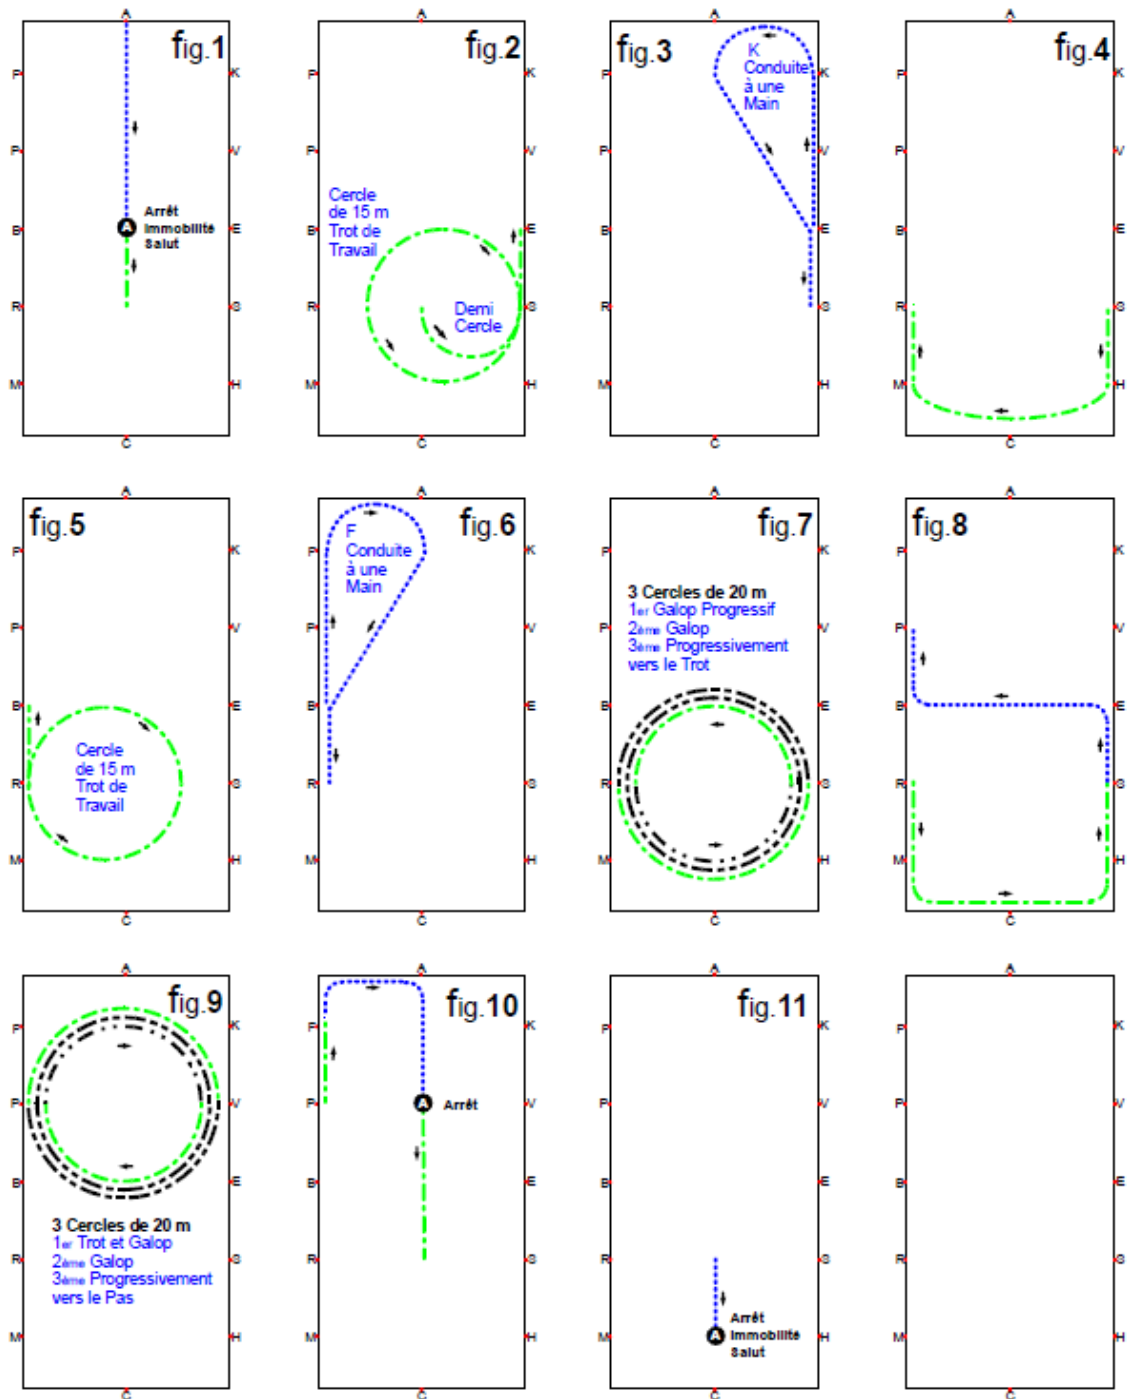 A
fig.1
F K
P V
A Arrêt
Immobilité
Salut
B E
R S
M H
C
A
fig.2
F K
P V
Cercle
de 15 m
Trot de
Travail
B E
R S
Demi
Cercle
M H
C
A
fig.3
K
Conduite
à une
Main
F K
P V
B E
R S
M H
C
A
fig.4
F K
P V
B E
R S
M H
C
A
fig.5
F K
P V
B E
Cercle
de 15 m
Trot de
Travail
R S
M H
C
A
fig.6
F
Conduite
à une
Main
F K
P V
B E
R S
M H
C
A
fig.7
F K
3 Cercles de 20 m
1er Galop Progressif
2ème Galop
3ème Progressivement
vers le Trot
P V
B E
R S
M H
C
A
fig.8
F K
P V
B E
R S
M H
C
A
fig.9
F K
P V
B E
3 Cercles de 20 m
1er Trot et Galop
2ème Galop
3ème Progressivement
vers le Pas
R S
M H
C
A
fig.10
F K
P V
A Arrêt
B E
R S
M H
C
A
fig.11
F K
P V
B E
R S
A Arrêt
Immobilité
Salut
M H
C
A
F K
P V
B E
R S
M H
C